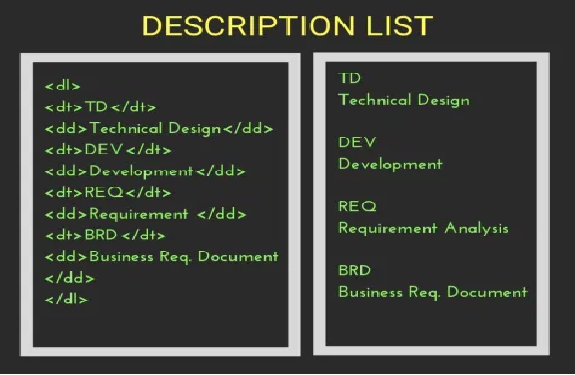 DESCRIPTION LIST
<dl>
<dt>TD</dt>
<dd>Technical Design</dd>
<dt>DEV</dt>
<dd>Development</dd>
<dt>REQ</dt>
<dd>Requirement </dd>
<dt>BRD </dt>
<dd>Business Req. Document
</dd>
</dl>
TD
Technical Design
DEV
Development
REQ
Requirement Analysis
BRD
Business Req. Document